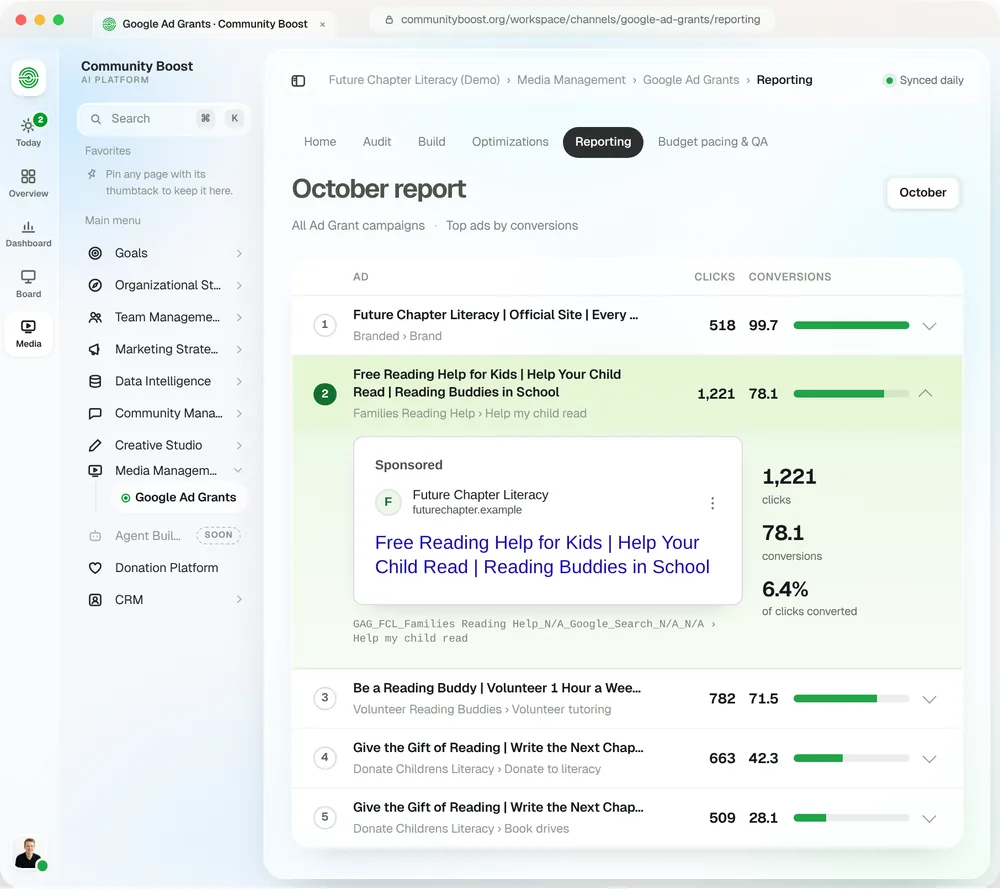 Google Ad Grants · Community Boost ×
communityboost.org/workspace/channels/google-ad-grants/reporting
Today
2
Overview
Dashboard
Board
Media
Community Boost
AI PLATFORM
Search ⌘ K
Favorites
Pin any page with its
thumbtack to keep it here.
Main menu
Goals
Organizational St...
Team Manageme...
Marketing Strate...
Data Intelligence
Community Mana...
Creative Studio
Media Managem...
Google Ad Grants
Agent Buil... SOON
Donation Platform
CRM
Future Chapter Literacy (Demo) › Media Management › Google Ad Grants › Reporting
Synced daily
Home Audit Build Optimizations Reporting Budget pacing & QA
October report
October
All Ad Grant campaigns · Top ads by conversions
AD CLICKS CONVERSIONS
1 Future Chapter Literacy | Official Site | Every ... 518 99.7
Branded › Brand
2 Free Reading Help for Kids | Help Your Child
Read | Reading Buddies in School 1,221 78.1
Families Reading Help › Help my child read
Sponsored
F Future Chapter Literacy
futurechapter.example
Free Reading Help for Kids | Help Your
Child Read | Reading Buddies in School
GAG_FCL_Families Reading Help_N/A_Google_Search_N/A_N/A ›
Help my child read
1,221
clicks
78.1
conversions
6.4%
of clicks converted
3 Be a Reading Buddy | Volunteer 1 Hour a Wee... 782 71.5
Volunteer Reading Buddies › Volunteer tutoring
4 Give the Gift of Reading | Write the Next Chap... 663 42.3
Donate Childrens Literacy › Donate to literacy
5 Give the Gift of Reading | Write the Next Chap... 509 28.1
Donate Childrens Literacy › Book drives